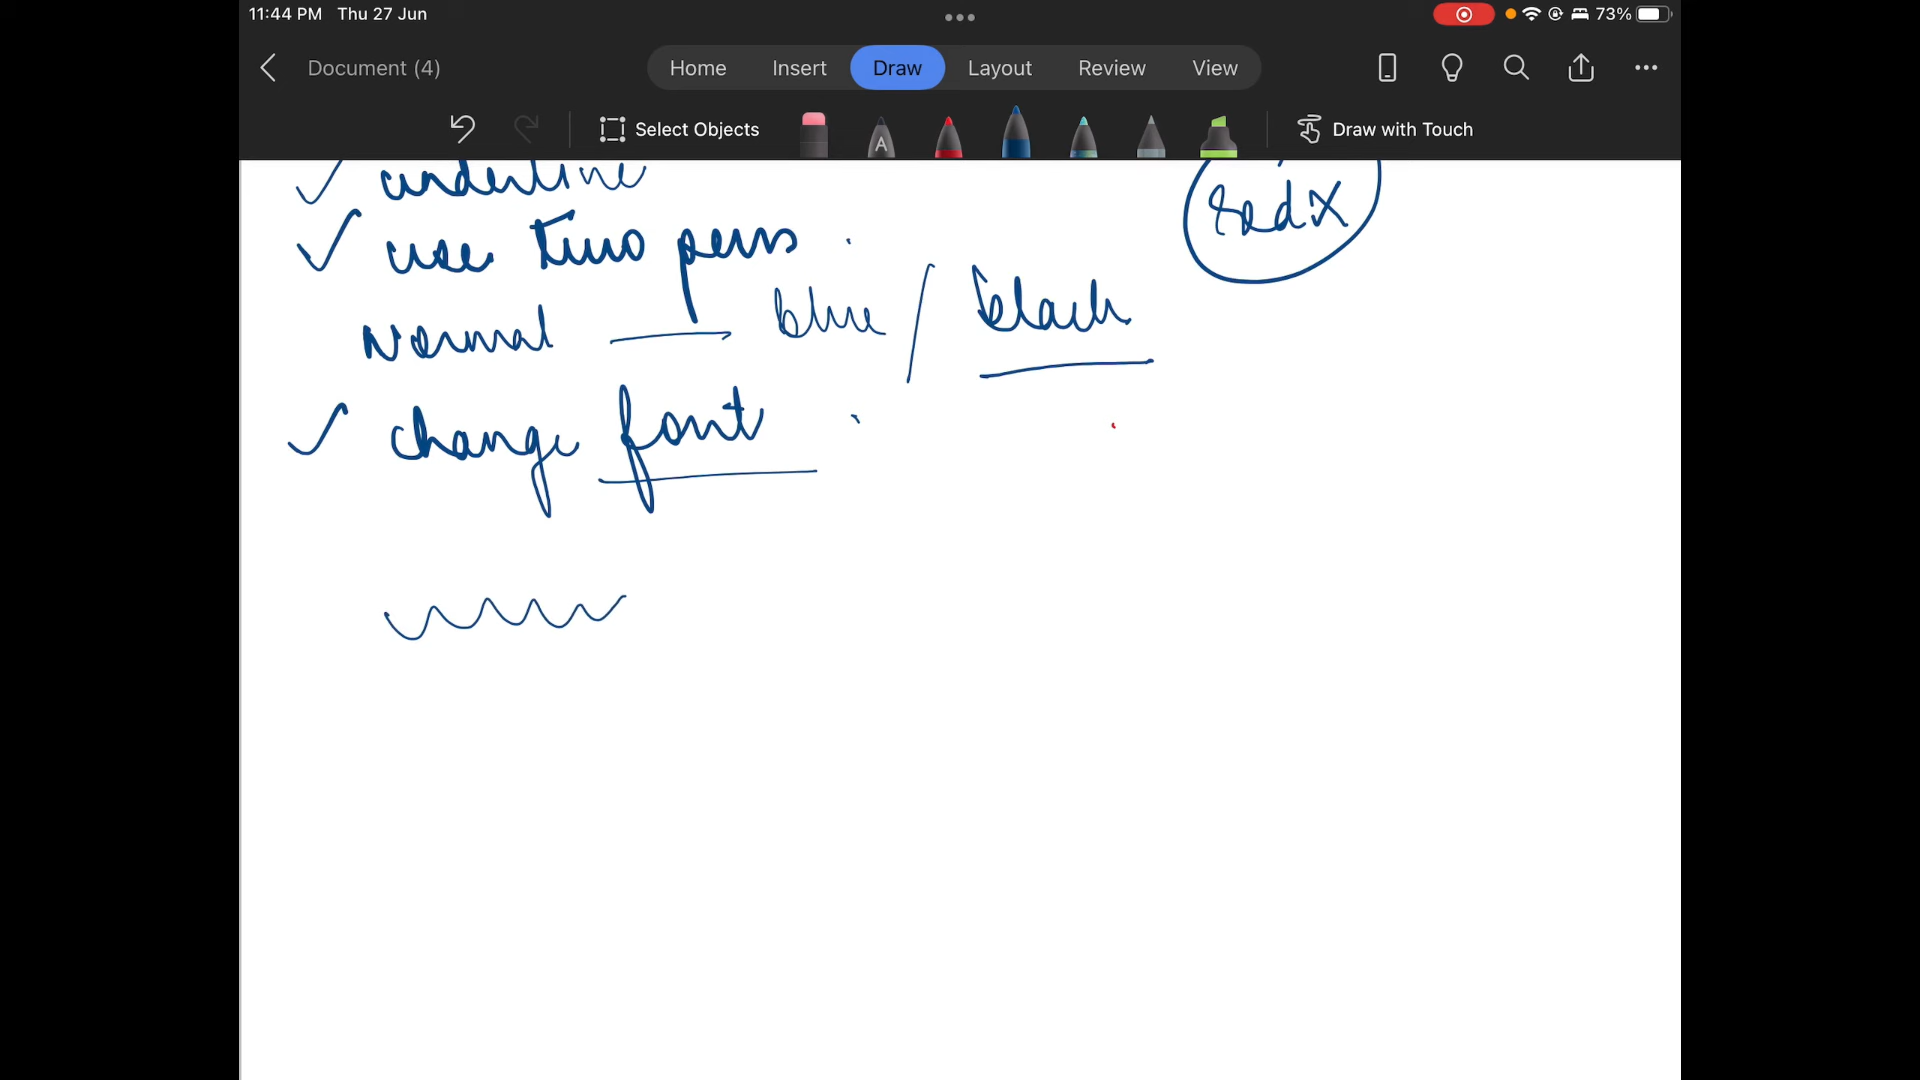 11:44 PM Thu 27 Jun
73%
Document (4)
Home Insert Draw Layout Review View
Select Objects
A
Draw with Touch
✓ underline
red X
✓ use two pens .
Normal — blue / black
✓ change font .